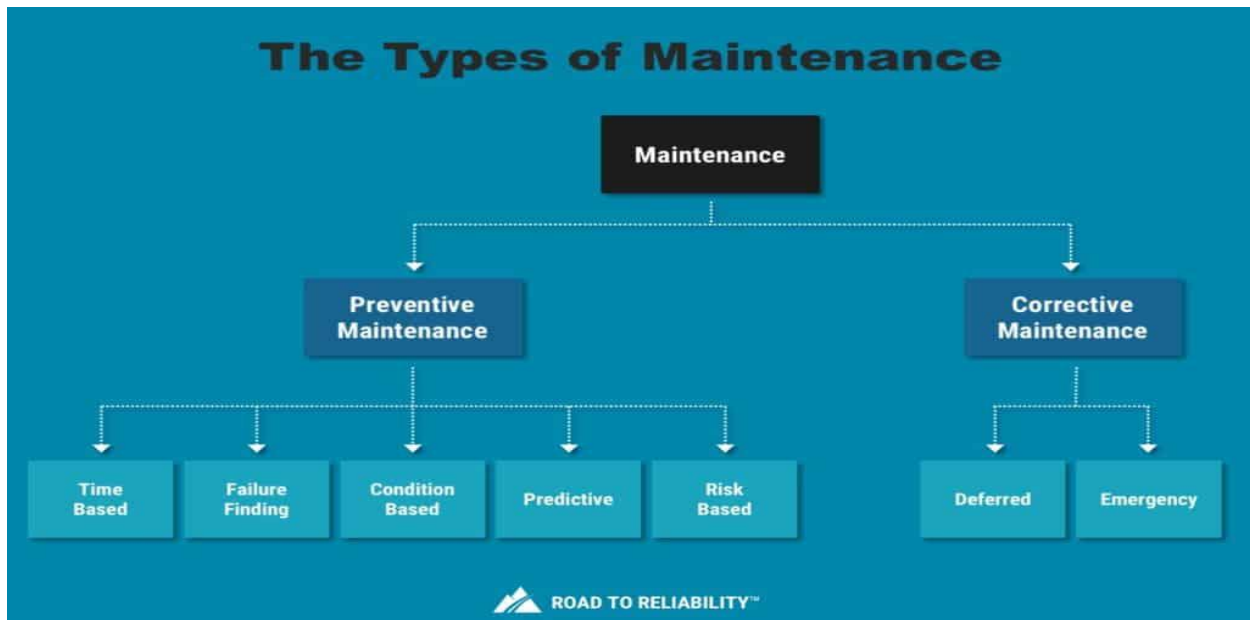 The Types of Maintenance
Maintenance
Preventive
Maintenance
Corrective
Maintenance
Time
Based
Failure
Finding
Condition
Based
Predictive
Risk
Based
Deferred
Emergency
ROAD TO RELIABILITY™